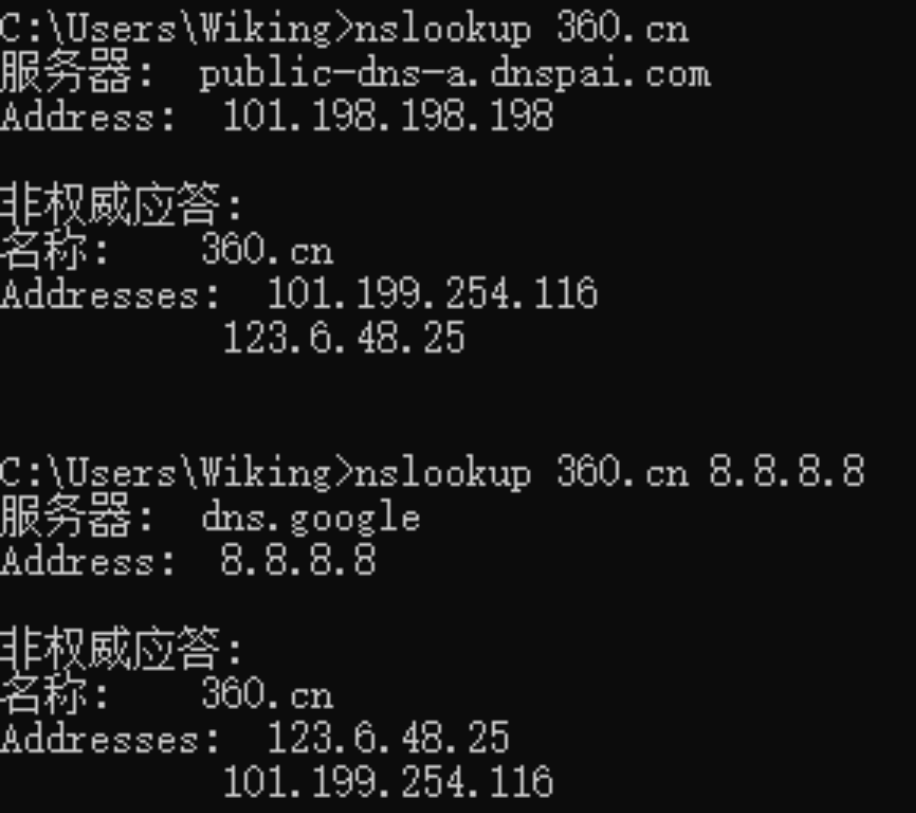 C:\Users\Wiking>nslookup 360.cn
服务器:  public-dns-a.dnspai.com
Address:  101.198.198.198
非权威应答:
名称:    360.cn
Addresses:  101.199.254.116
123.6.48.25
C:\Users\Wiking>nslookup 360.cn 8.8.8.8
服务器:  dns.google
Address:  8.8.8.8
非权威应答:
名称:    360.cn
Addresses:  123.6.48.25
101.199.254.116